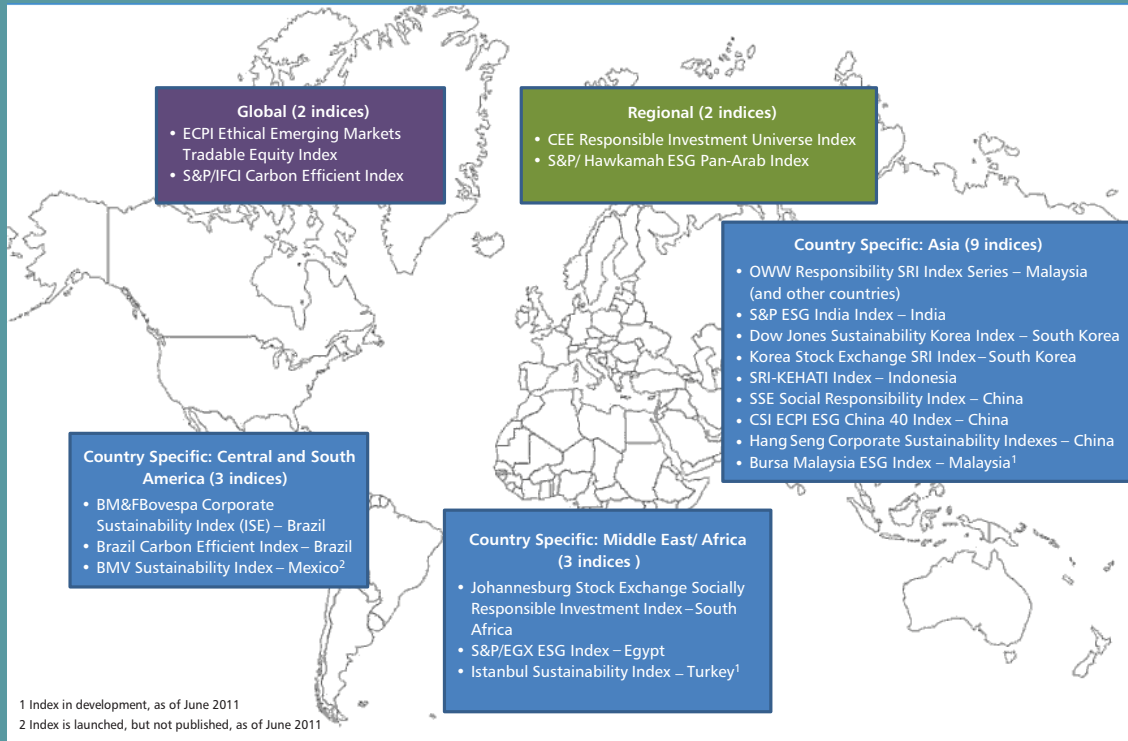 Global (2 indices)
• ECPI Ethical Emerging Markets
Tradable Equity Index
• S&P/IFCI Carbon Efficient Index
Regional (2 indices)
• CEE Responsible Investment Universe Index
• S&P/ Hawkamah ESG Pan-Arab Index
Country Specific: Asia (9 indices)
• OWW Responsibility SRI Index Series – Malaysia
(and other countries)
• S&P ESG India Index – India
• Dow Jones Sustainability Korea Index – South Korea
• Korea Stock Exchange SRI Index – South Korea
• SRI-KEHATI Index – Indonesia
• SSE Social Responsibility Index – China
• CSI ECPI ESG China 40 Index – China
• Hang Seng Corporate Sustainability Indexes – China
• Bursa Malaysia ESG Index – Malaysia¹
Country Specific: Central and South
America (3 indices)
• BM&FBovespa Corporate
Sustainability Index (ISE) – Brazil
• Brazil Carbon Efficient Index – Brazil
• BMV Sustainability Index – Mexico²
Country Specific: Middle East/ Africa
(3 indices )
• Johannesburg Stock Exchange Socially
Responsible Investment Index – South
Africa
• S&P/EGX ESG Index – Egypt
• Istanbul Sustainability Index – Turkey¹
1 Index in development, as of June 2011
2 Index is launched, but not published, as of June 2011